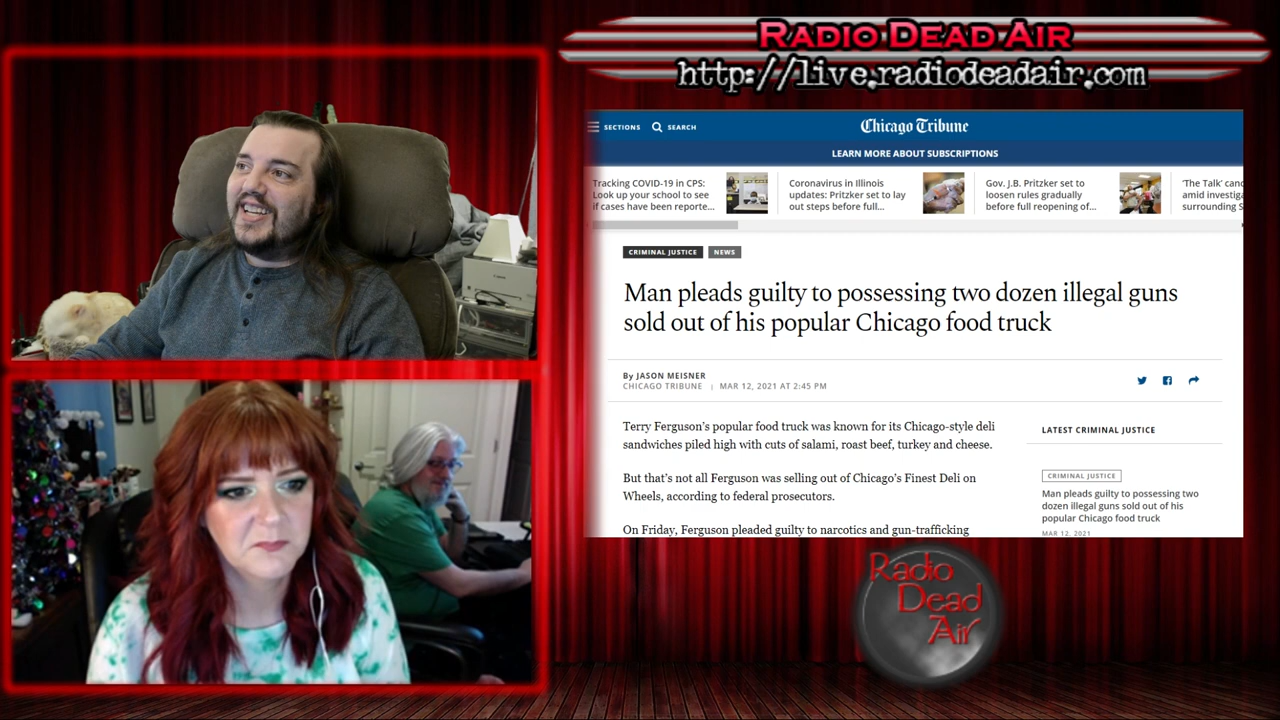 Radio Dead Air
http://live.radiodeadair.com
SECTIONS
SEARCH
Chicago Tribune
LEARN MORE ABOUT SUBSCRIPTIONS
Tracking COVID-19 in CPS:
Look up your school to see
if cases have been reporte...
Coronavirus in Illinois
updates: Pritzker set to lay
out steps before full...
Gov. J.B. Pritzker set to
loosen rules gradually
before full reopening of...
'The Talk' canc
amid investiga
surrounding S
CRIMINAL JUSTICE
NEWS
Man pleads guilty to possessing two dozen illegal guns
sold out of his popular Chicago food truck
By JASON MEISNER
CHICAGO TRIBUNE | MAR 12, 2021 AT 2:45 PM
Terry Ferguson's popular food truck was known for its Chicago-style deli
sandwiches piled high with cuts of salami, roast beef, turkey and cheese.
But that's not all Ferguson was selling out of Chicago's Finest Deli on
Wheels, according to federal prosecutors.
On Friday, Ferguson pleaded guilty to narcotics and gun-trafficking
LATEST CRIMINAL JUSTICE
CRIMINAL JUSTICE
Man pleads guilty to possessing two
dozen illegal guns sold out of his
popular Chicago food truck
MAR 12, 2021
Radio
Dead
Air